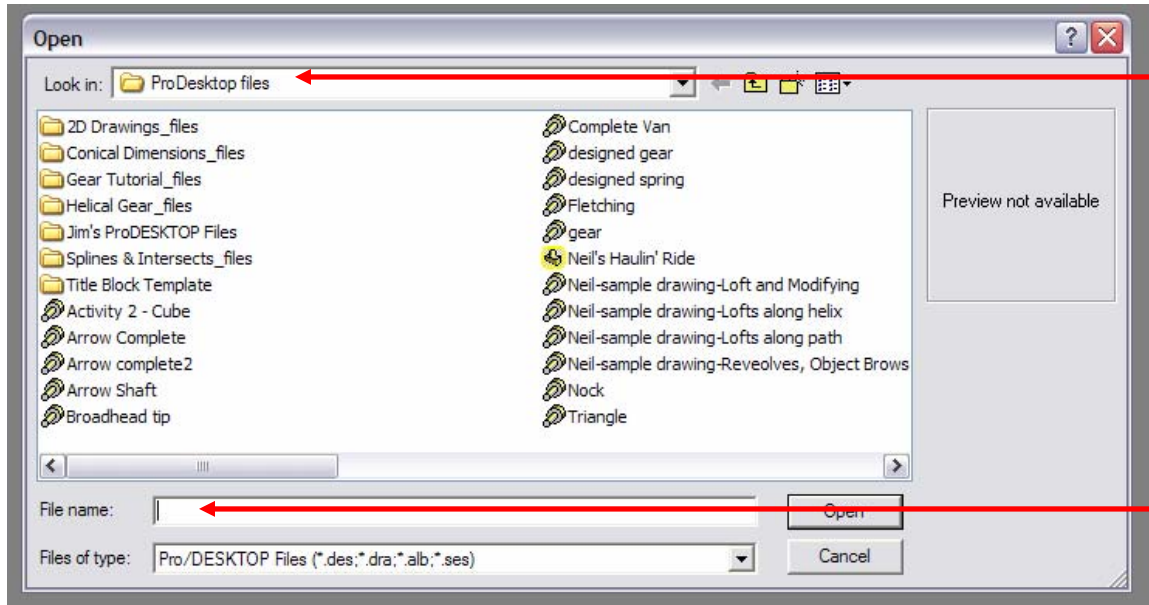 Open
Look in: ProDesktop files
2D Drawings_files
Conical Dimensions_files
Gear Tutorial_files
Helical Gear_files
Jim's ProDESKTOP Files
Splines & Intersects_files
Title Block Template
Activity 2 - Cube
Arrow Complete
Arrow complete2
Arrow Shaft
Broadhead tip
Complete Van
designed gear
designed spring
Fletching
gear
Neil's Haulin' Ride
Neil-sample drawing-Loft and Modifying
Neil-sample drawing-Lofts along helix
Neil-sample drawing-Lofts along path
Neil-sample drawing-Reveolves, Object Brows
Nock
Triangle
Preview not available
File name:
Open
Files of type: Pro/DESKTOP Files (*.des;*.dra;*.alb;*.ses)
Cancel